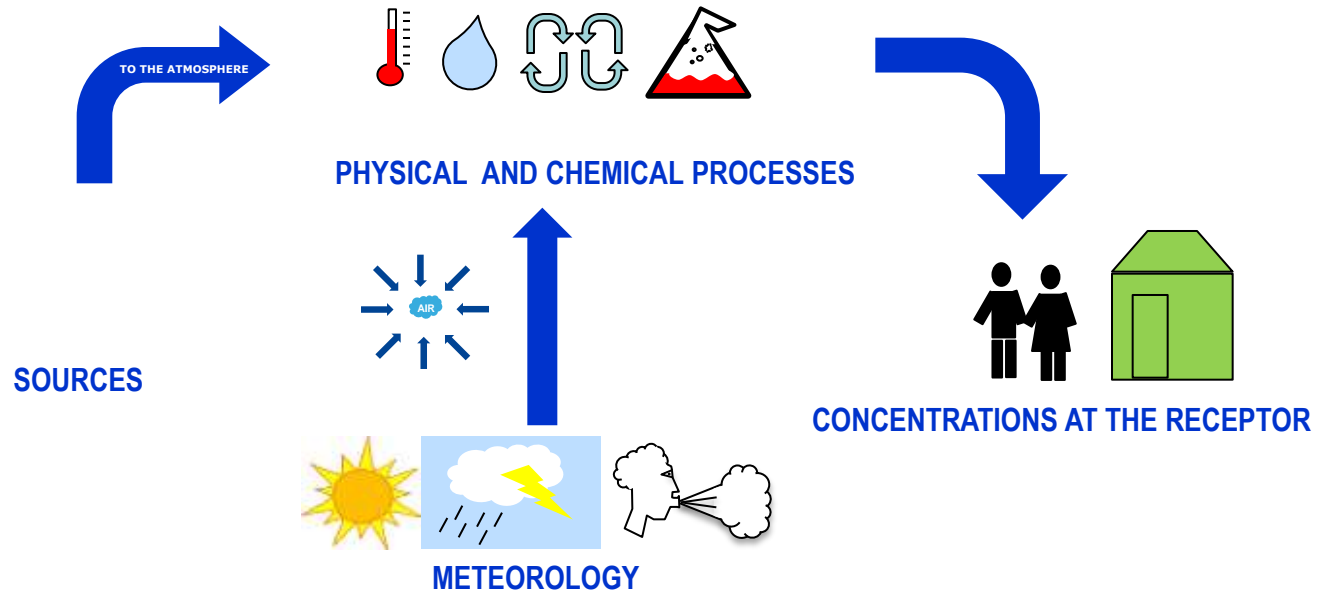 TO THE ATMOSPHERE
PHYSICAL AND CHEMICAL PROCESSES
AIR
SOURCES
CONCENTRATIONS AT THE RECEPTOR
METEOROLOGY